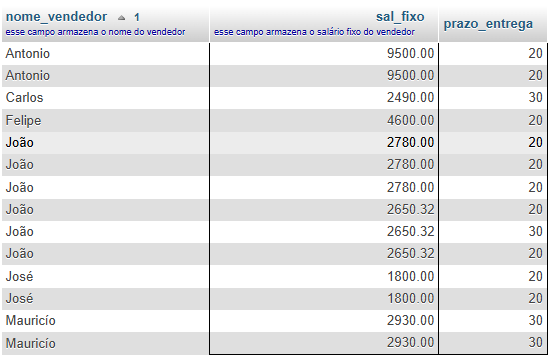 nome_vendedor 1 sal_fixo prazo_entrega
esse campo armazena o nome do vendedor esse campo armazena o salário fixo do vendedor
Antonio 9500.00 20
Antonio 9500.00 20
Carlos 2490.00 30
Felipe 4600.00 20
João 2780.00 20
João 2780.00 20
João 2780.00 20
João 2650.32 20
João 2650.32 30
João 2650.32 20
José 1800.00 20
José 1800.00 20
Mauricío 2930.00 30
Mauricío 2930.00 30